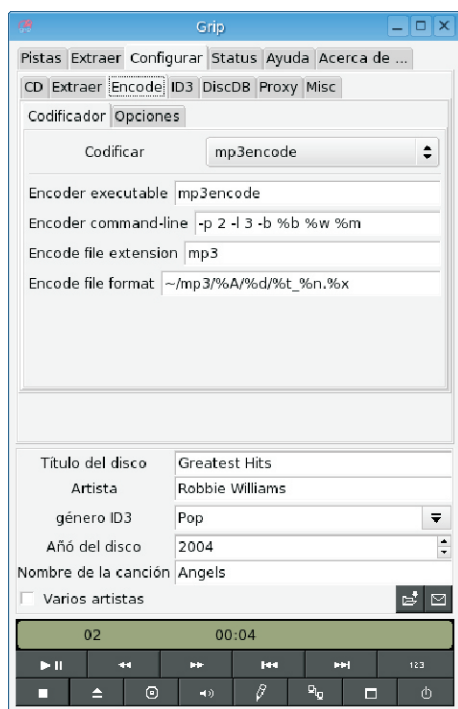 Grip
Pistas Extraer Configurar Status Ayuda Acerca de ...
CD Extraer Encode ID3 DiscDB Proxy Misc
Codificador Opciones
Codificar mp3encode
Encoder executable mp3encode
Encoder command-line -p 2 -l 3 -b %b %w %m
Encode file extension mp3
Encode file format ~/mp3/%A/%d/%t_%n.%x
Título del disco Greatest Hits
Artista Robbie Williams
género ID3 Pop
Añó del disco 2004
Nombre de la canción Angels
Varios artistas
02 00:04
123